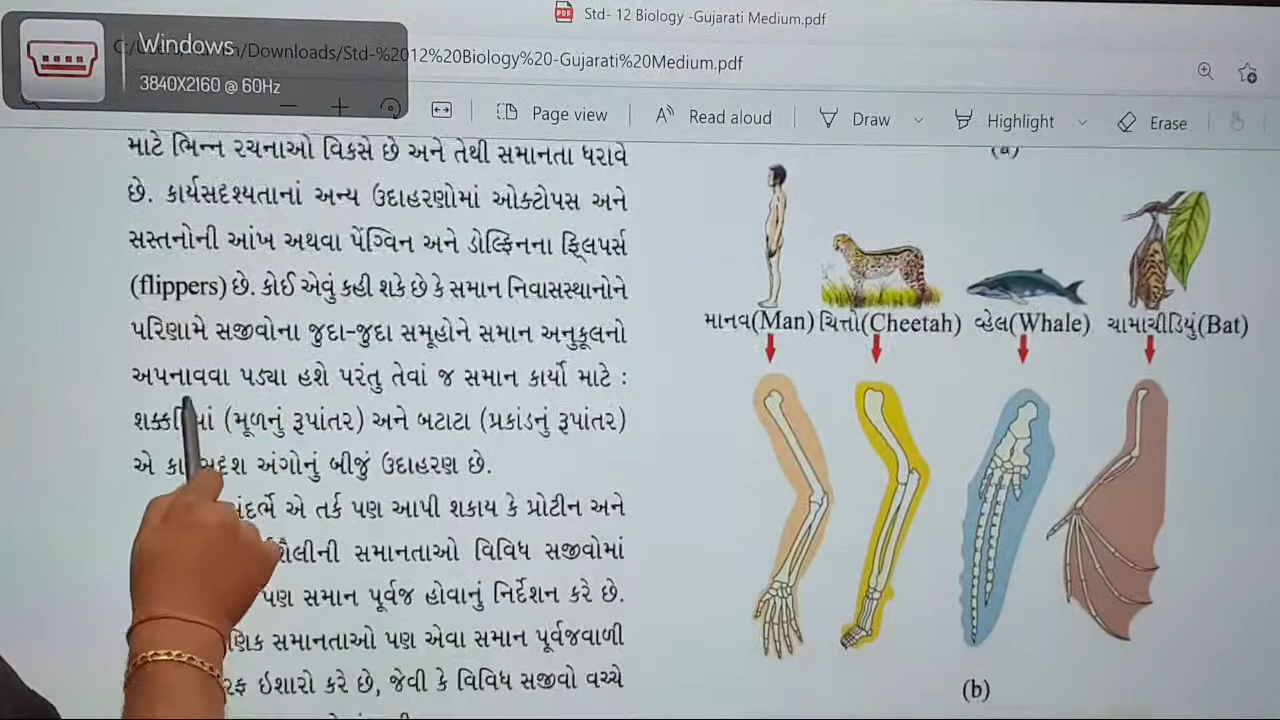 Std- 12 Biology -Gujarati Medium.pdf
Windows
3840X2160 @ 60Hz
/Downloads/Std-%2012%20Biology%20-Gujarati%20Medium.pdf
Page view
Read aloud
Draw
Highlight
Erase
માટે ભિન્ન રચનાઓ વિકસે છે અને તેથી સમાનતા ધરાવે
છે. કાર્યસદૃશ્યતાનાં અન્ય ઉદાહરણોમાં ઓક્ટોપસ અને
સસ્તનોની આંખ અથવા પેંગ્વિન અને ડોલ્ફિનના ફ્લિપર્સ
(flippers) છે. કોઈ એવું કહી શકે છે કે સમાન નિવાસસ્થાનોને
પરિણામે સજીવોના જુદા-જુદા સમૂહોને સમાન અનુકૂલનો
અપનાવવા પડ્યા હશે પરંતુ તેવાં જ સમાન કાર્યો માટે :
(મૂળનું રૂપાંતર) અને બટાટા (પ્રકાંડનું રૂપાંતર)
એ અંગોનું બીજું ઉદાહરણ છે.
એ તર્ક પણ આપી શકાય કે પ્રોટીન અને
સમાનતાઓ વિવિધ સજીવોમાં
પણ સમાન પૂર્વજ હોવાનું નિર્દેશન કરે છે.
સમાનતાઓ પણ એવા સમાન પૂર્વજવાળી
ઇશારો કરે છે, જેવી કે વિવિધ સજીવો વચ્ચે
(a)
માનવ(Man) ચિત્તો(Cheetah) વ્હેલ(Whale) ચામાચીડિયું(Bat)
(b)